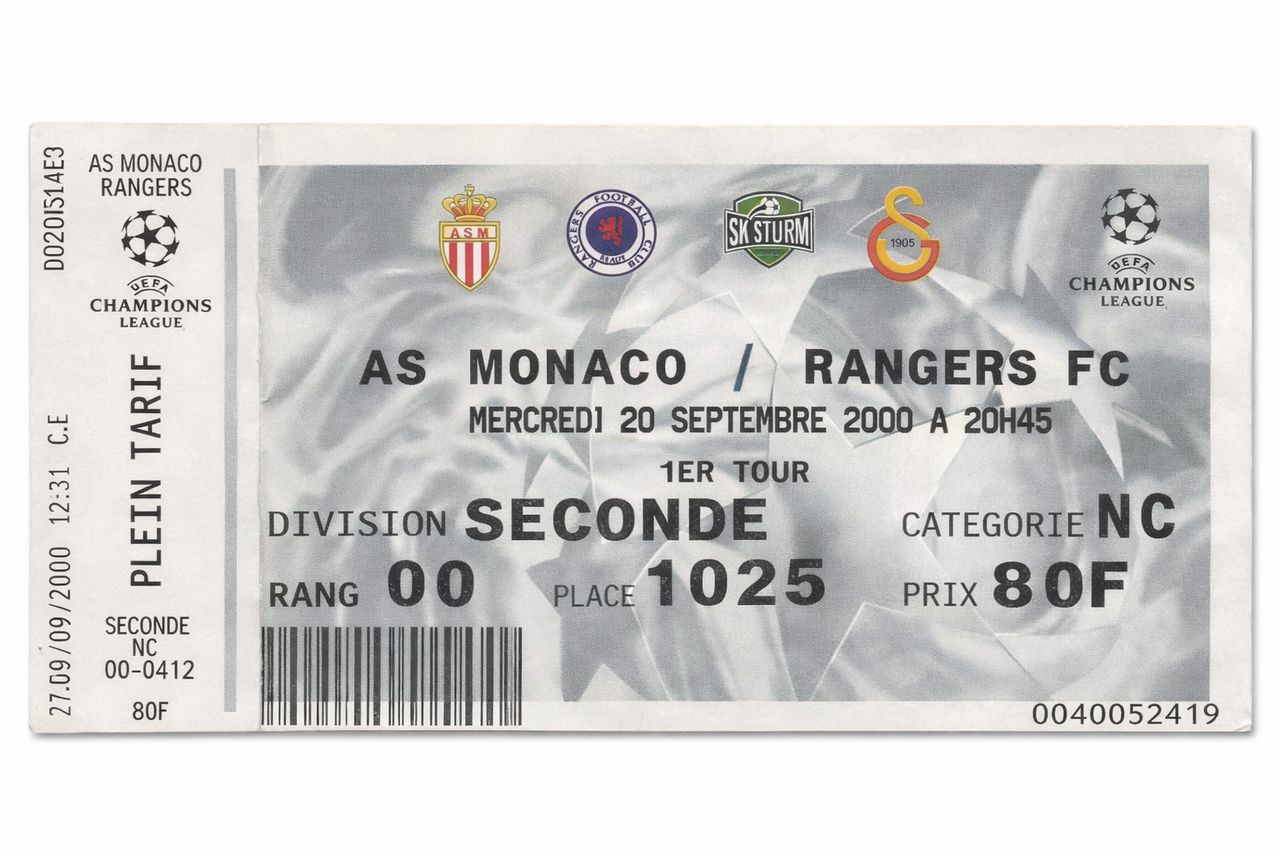 D020I514E3
27.09/09/2000 12:31 C.E
AS MONACO
RANGERS
UEFA
CHAMPIONS
LEAGUE
PLEIN TARIF
SECONDE
NC
00-0412
80F
ASM
RANGERS FOOTBALL CLUB
READY
SK STURM
1905
UEFA
CHAMPIONS
LEAGUE
AS MONACO / RANGERS FC
MERCREDI 20 SEPTEMBRE 2000 A 20H45
1ER TOUR
DIVISION SECONDE CATEGORIE NC
RANG 00 PLACE 1025 PRIX 80F
0040052419